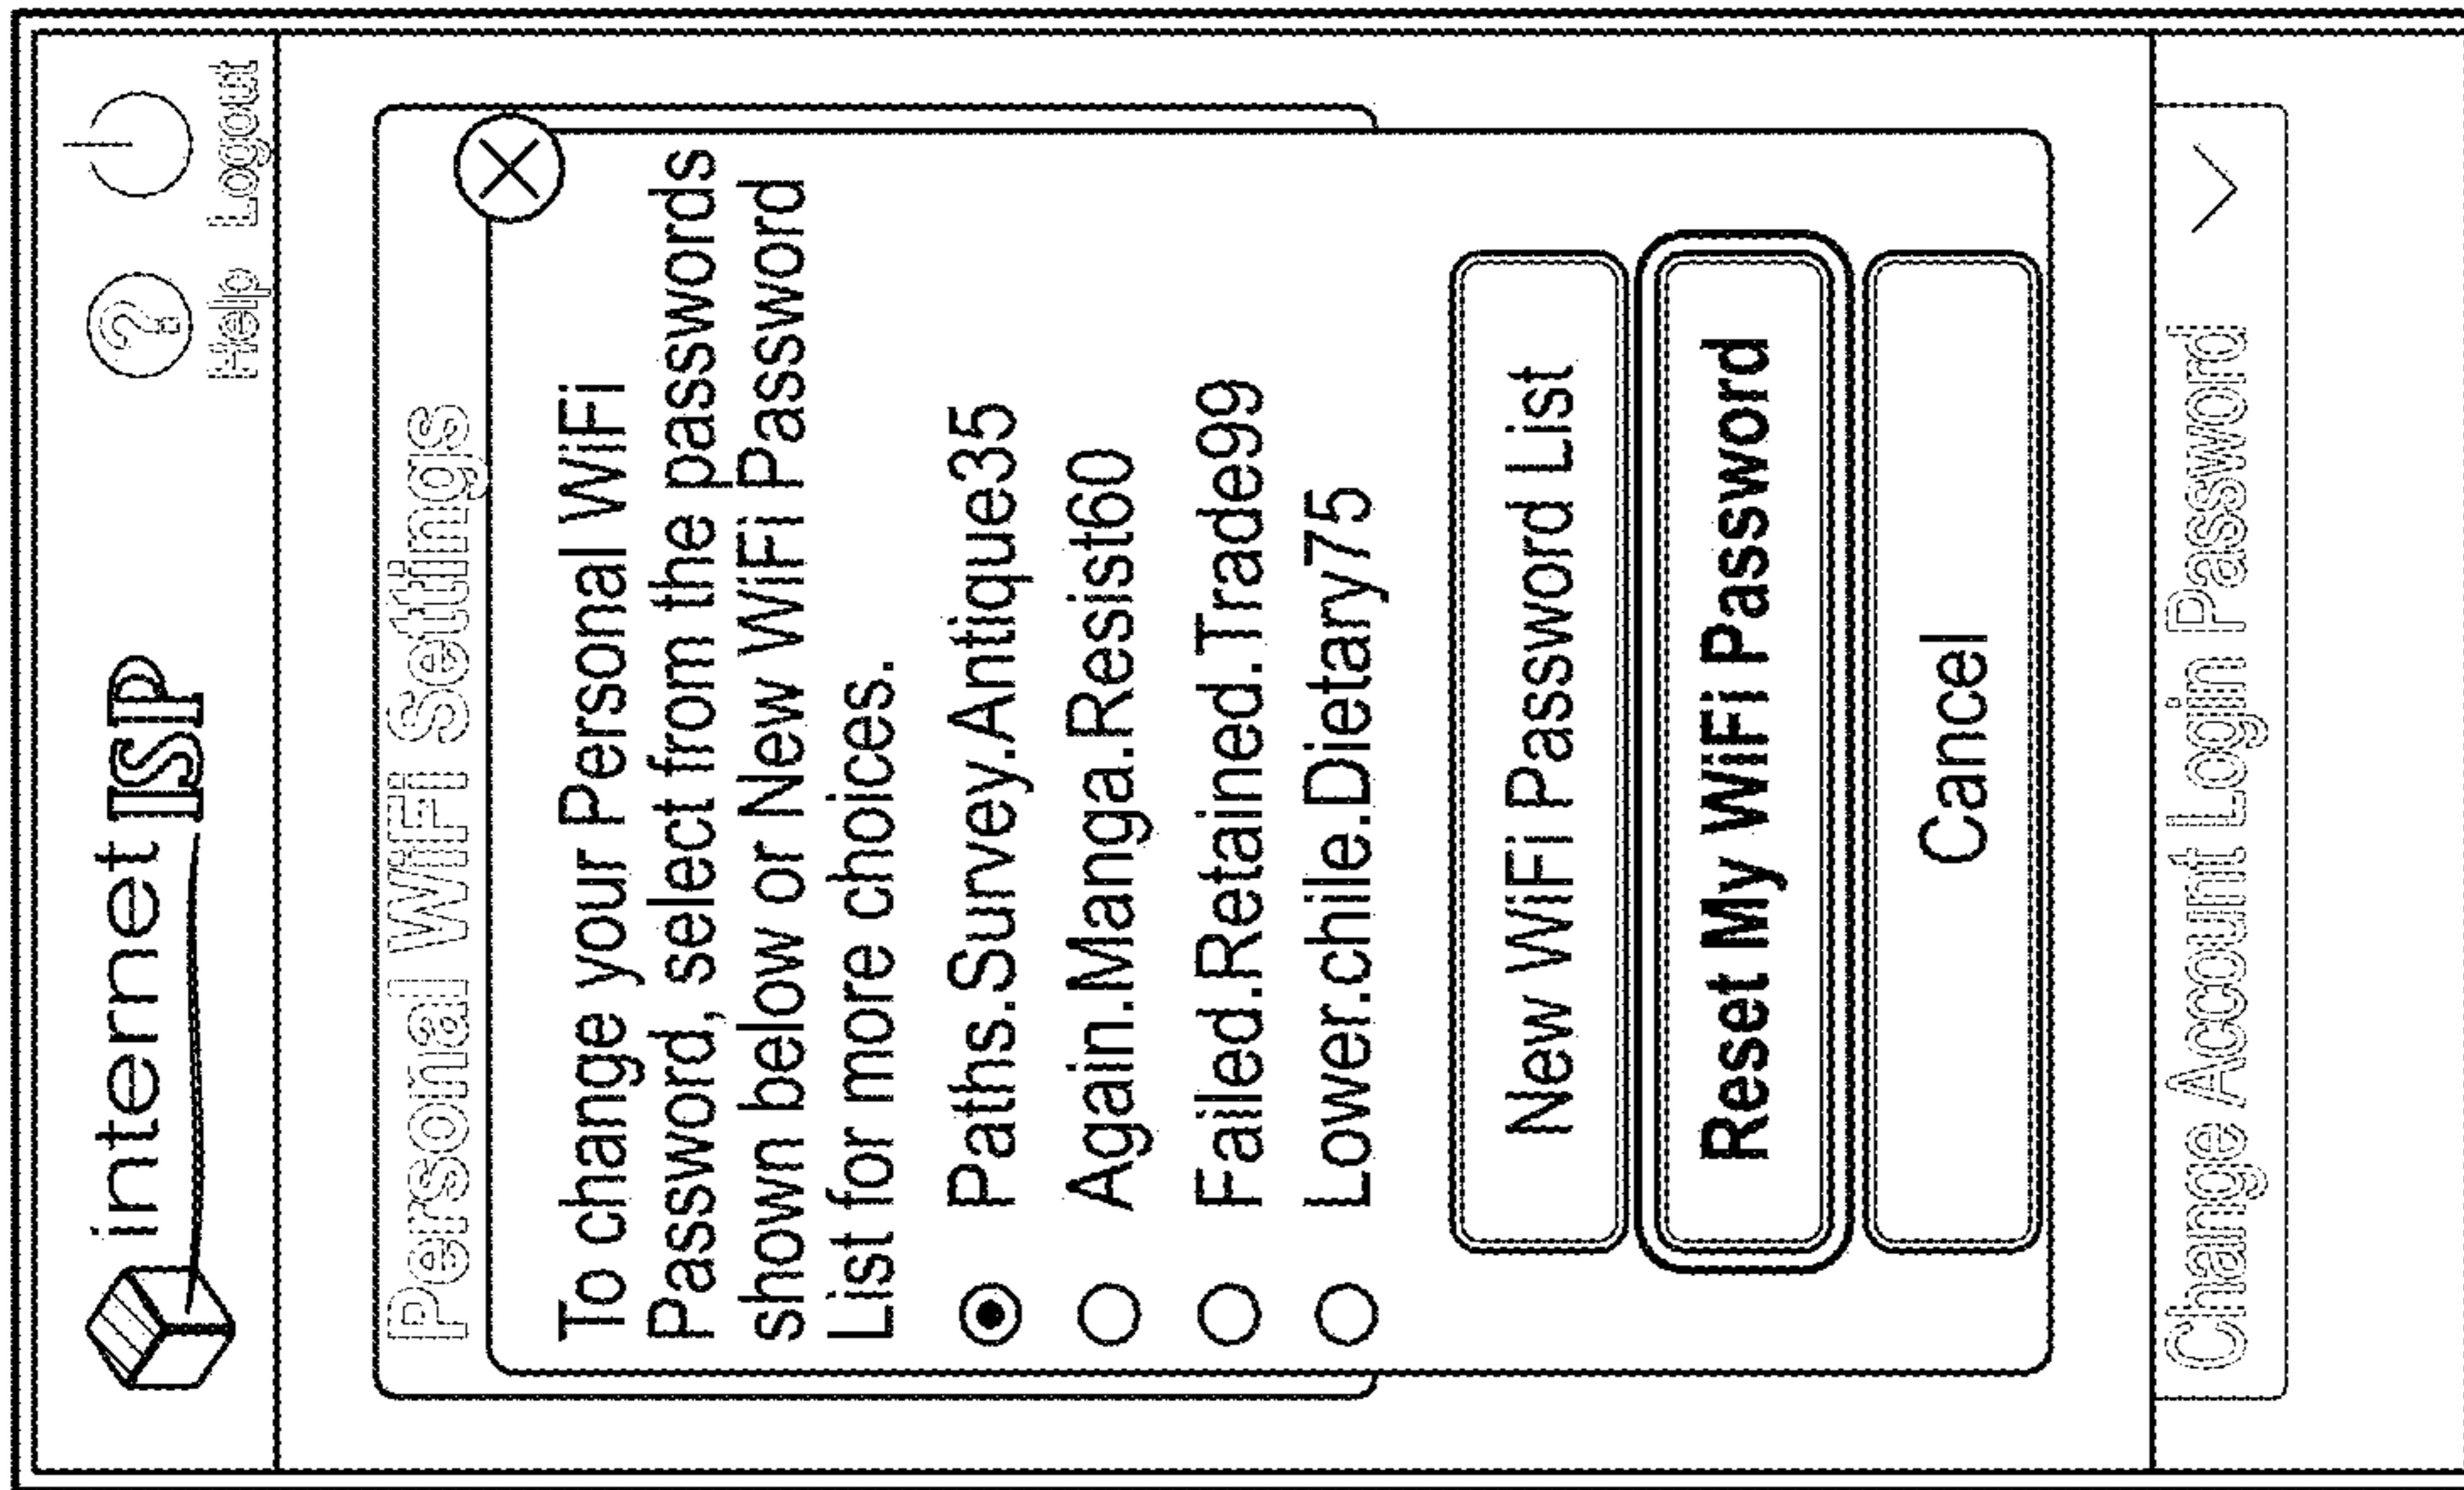 internet ISP
Help Logout
Personal WiFi Settings
To change your Personal WiFi
Password, select from the passwords
shown below or New WiFi Password
List for more choices.
Paths.Survey.Antique35
Again.Manga.Resist60
Failed.Retained.Trade99
Lower.chile.Dietary75
New WiFi Password List
Reset My WiFi Password
Cancel
Change Account Login Password